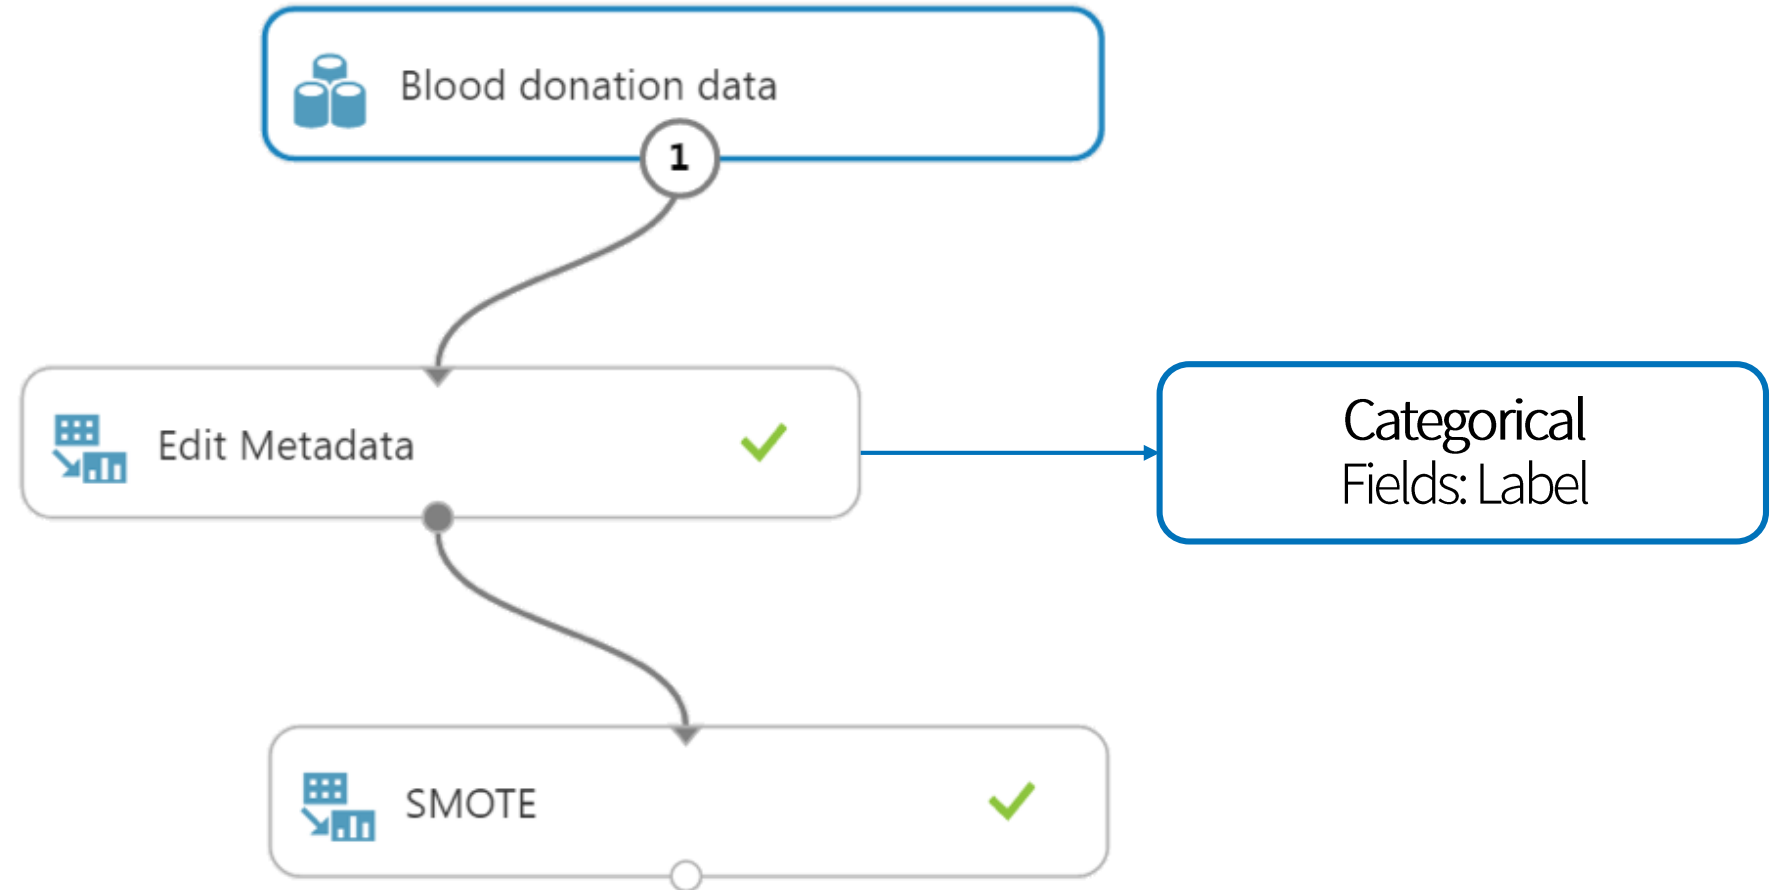 Blood donation data
1
Edit Metadata
Categorical
Fields: Label
SMOTE